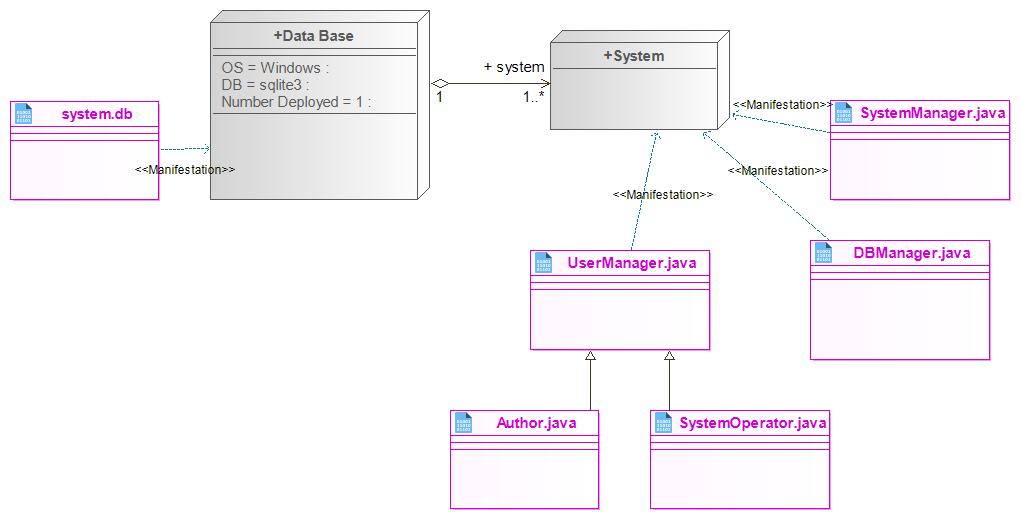 +Data Base
OS = Windows :
DB = sqlite3 :
Number Deployed = 1 :
+ system
1
1..*
+System
system.db
<<Manifestation>>
<<Manifestation>>
SystemManager.java
<<Manifestation>>
<<Manifestation>>
UserManager.java
DBManager.java
Author.java
SystemOperator.java